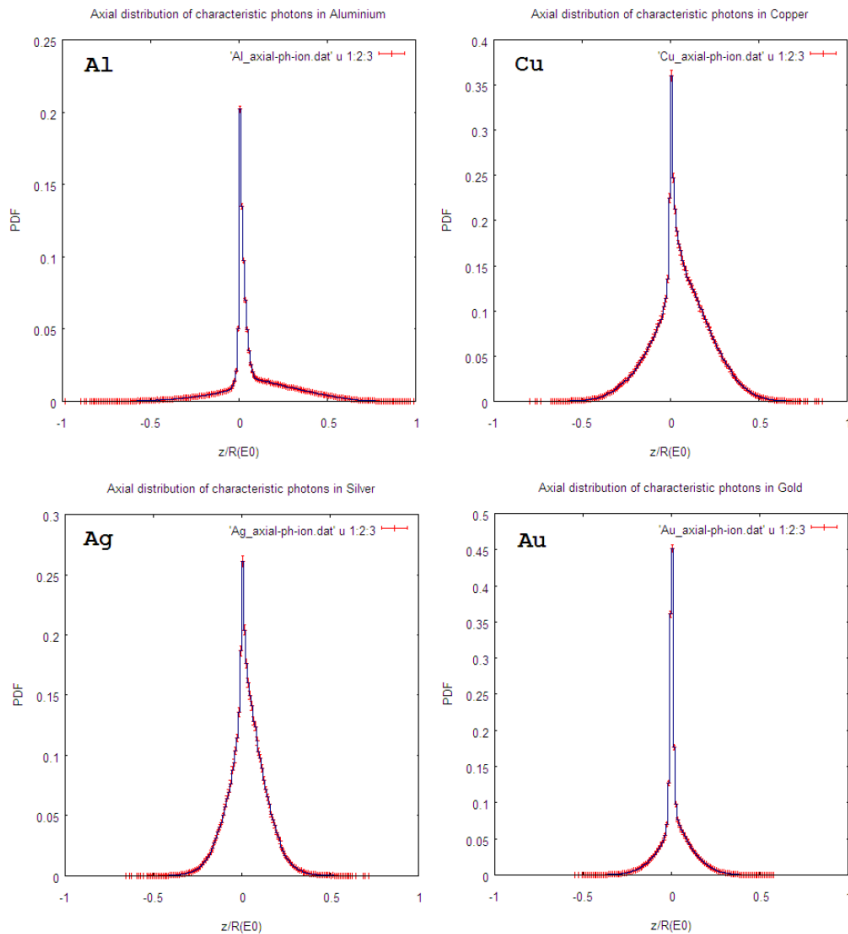 Axial distribution of characteristic photons in Aluminium
0.25
0.2
0.15
0.1
0.05
0
PDF
Al
'Al_axial-ph-ion.dat' u 1:2:3
-1 -0.5 0 0.5 1
z/R(E0)
Axial distribution of characteristic photons in Copper
0.4
0.35
0.3
0.25
0.2
0.15
0.1
0.05
0
PDF
Cu
'Cu_axial-ph-ion.dat' u 1:2:3
-1 -0.5 0 0.5 1
z/R(E0)
Axial distribution of characteristic photons in Silver
0.3
0.25
0.2
0.15
0.1
0.05
0
PDF
Ag
'Ag_axial-ph-ion.dat' u 1:2:3
-1 -0.5 0 0.5 1
z/R(E0)
Axial distribution of characteristic photons in Gold
0.5
0.45
0.4
0.35
0.3
0.25
0.2
0.15
0.1
0.05
0
PDF
Au
'Au_axial-ph-ion.dat' u 1:2:3
-1 -0.5 0 0.5 1
z/R(E0)